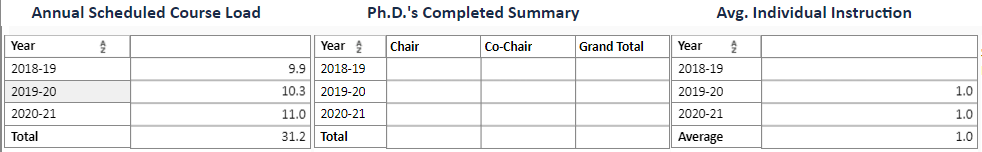 Annual Scheduled Course Load Ph.D.'s Completed Summary Avg. Individual Instruction
Year Year Chair Co-Chair Grand Total Year
2018-19 9.9 2018-19 2018-19
2019-20 10.3 2019-20 2019-20 1.0
2020-21 11.0 2020-21 2020-21 1.0
Total 31.2 Total Average 1.0